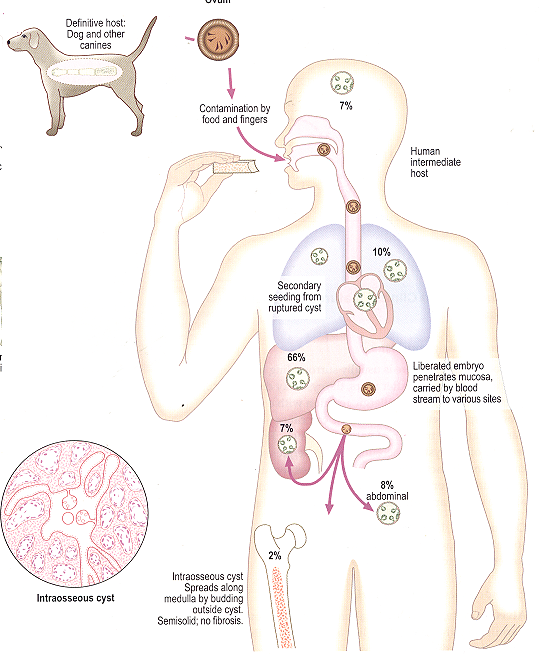 Ovum
Definitive host:
Dog and other
canines
Contamination by
food and fingers
7%
Human
intermediate
host
10%
Secondary
seeding from
ruptured cyst
66%
Liberated embryo
penetrates mucosa,
carried by blood
stream to various sites
7%
8%
abdominal
2%
Intraosseous cyst
Intraosseous cyst
Spreads along
medulla by budding
outside cyst.
Semisolid; no fibrosis.